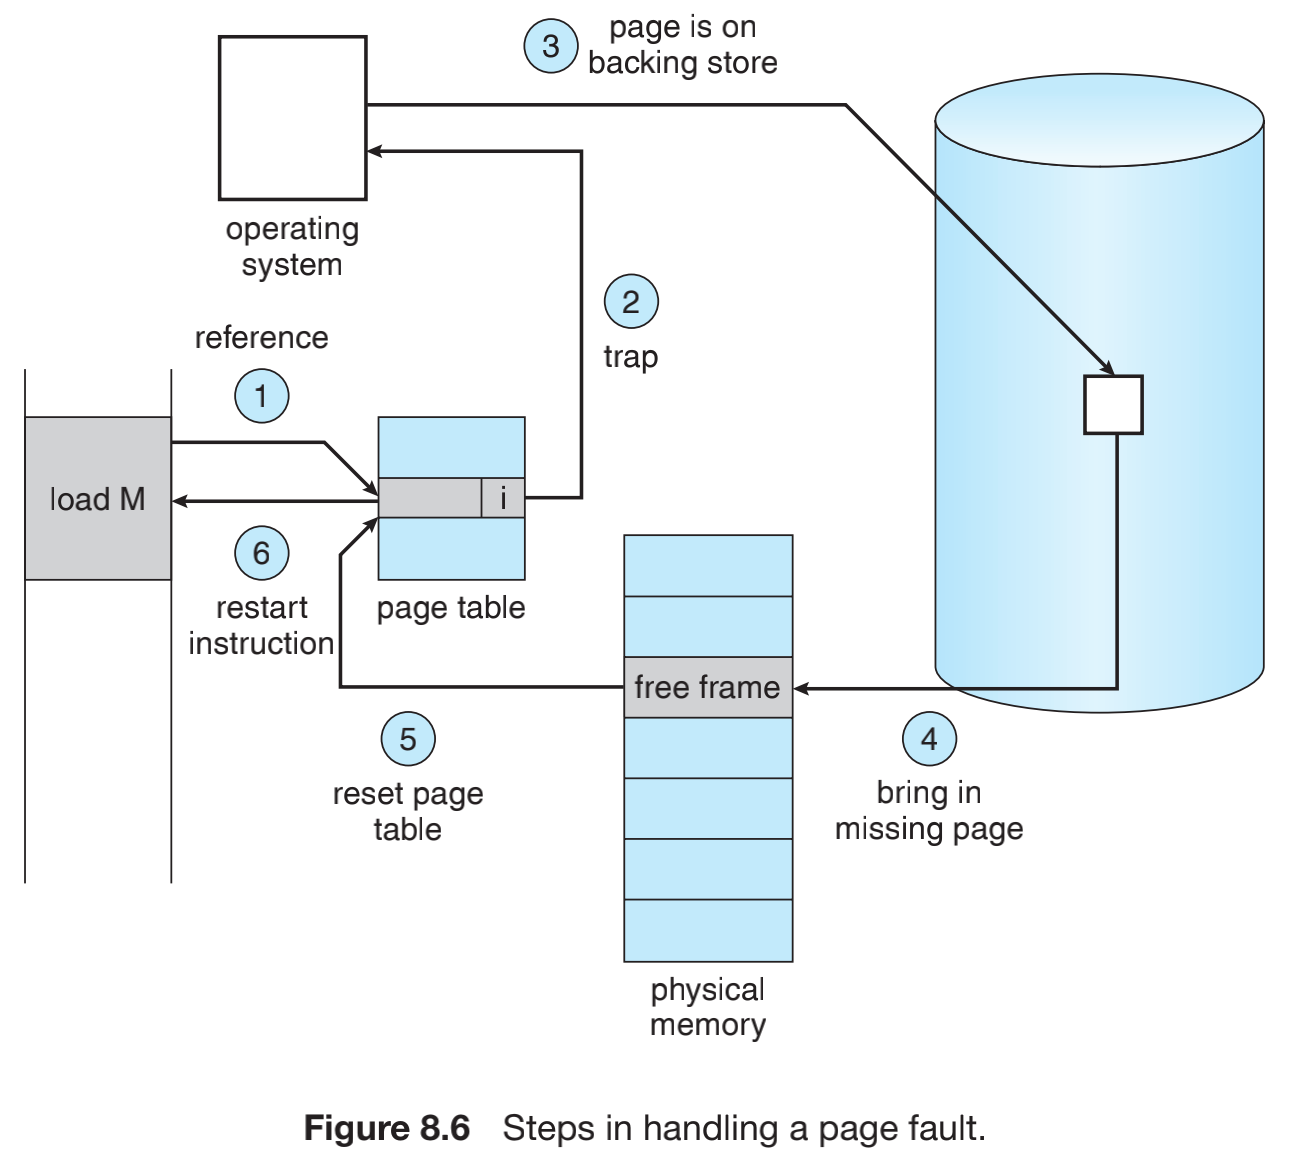 3
page is on
backing store
operating
system
2
trap
reference
1
load M
i
6
restart
instruction
page table
free frame
5
reset page
table
4
bring in
missing page
physical
memory
Figure 8.6 Steps in handling a page fault.